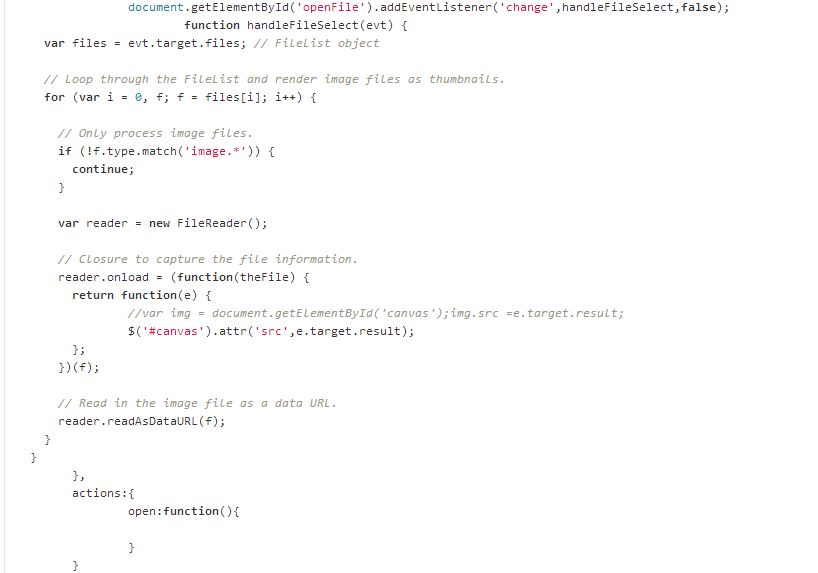 document.getElementById('openFile').addEventListener('change',handleFileSelect,false);
function handleFileSelect(evt) {
var files = evt.target.files; // FileList object
// Loop through the FileList and render image files as thumbnails.
for (var i = 0, f; f = files[i]; i++) {
// Only process image files.
if (!f.type.match('image.*')) {
continue;
}
var reader = new FileReader();
// Closure to capture the file information.
reader.onload = (function(theFile) {
return function(e) {
//var img = document.getElementById('canvas');img.src =e.target.result;
$('#canvas').attr('src',e.target.result);
};
})(f);
// Read in the image file as a data URL.
reader.readAsDataURL(f);
}
}
},
actions:{
open:function(){
}
}